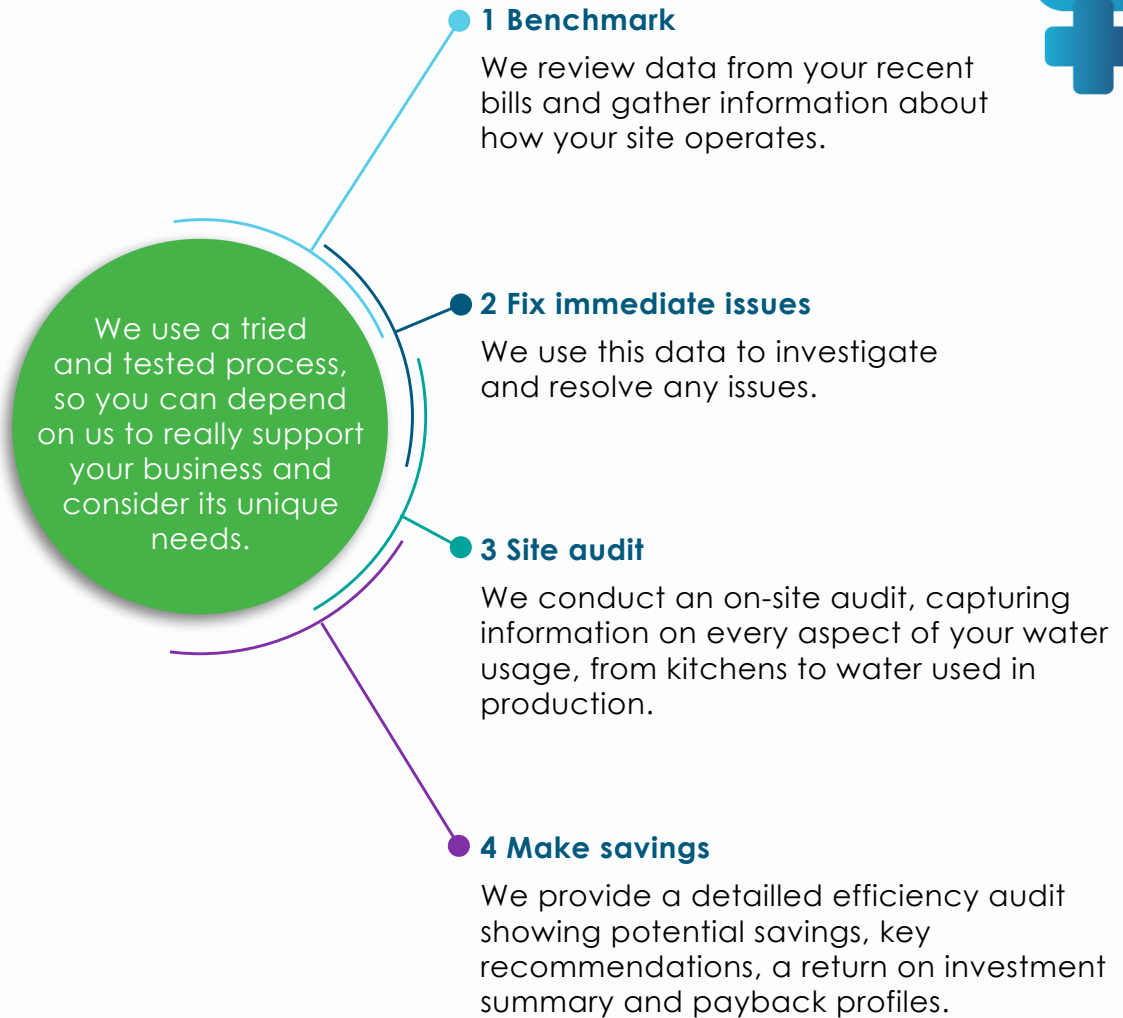 1 Benchmark
We review data from your recent
bills and gather information about
how your site operates.
We use a tried
and tested process,
so you can depend
on us to really support
your business and
consider its unique
needs.
2 Fix immediate issues
We use this data to investigate
and resolve any issues.
3 Site audit
We conduct an on-site audit, capturing
information on every aspect of your water
usage, from kitchens to water used in
production.
4 Make savings
We provide a detailled efficiency audit
showing potential savings, key
recommendations, a return on investment
summary and payback profiles.